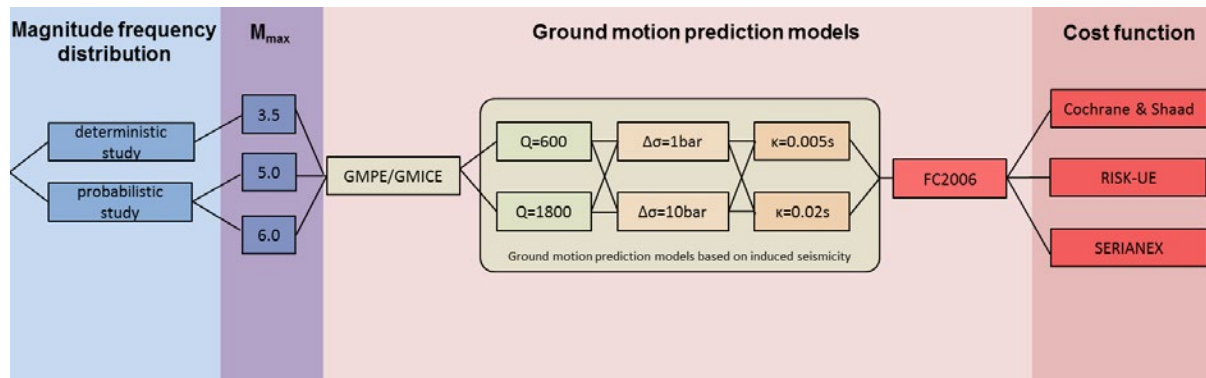 Magnitude frequency
distribution
Mmax
Ground motion prediction models
Cost function
deterministic
study
probabilistic
study
3.5
5.0
6.0
GMPE/GMICE
Q=600
Q=1800
Δσ=1bar
Δσ=10bar
κ=0.005s
κ=0.02s
Ground motion prediction models based on induced seismicity
FC2006
Cochrane & Shaad
RISK-UE
SERIANEX